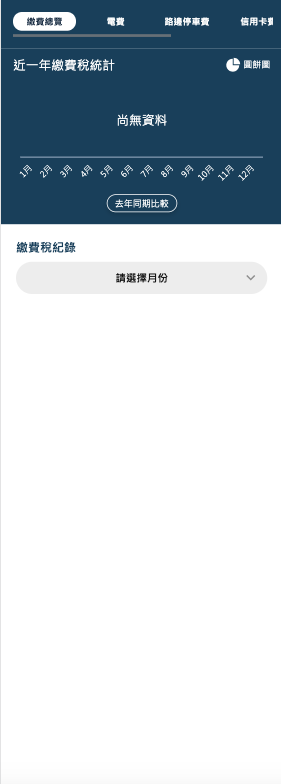 繳費總覽 電費 路邊停車費 信用卡費
近一年繳費稅統計 圓餅圖
尚無資料
1月 2月 3月 4月 5月 6月 7月 8月 9月 10月 11月 12月
去年同期比較
繳費稅紀錄
請選擇月份